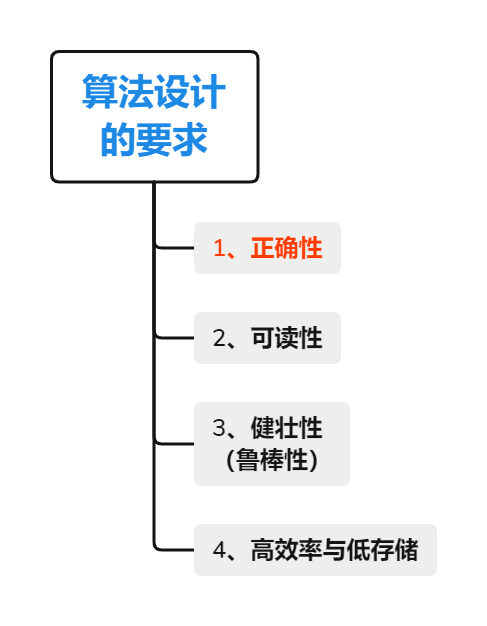 算法设计
的要求
1、正确性
2、可读性
3、健壮性
（鲁棒性）
4、高效率与低存储